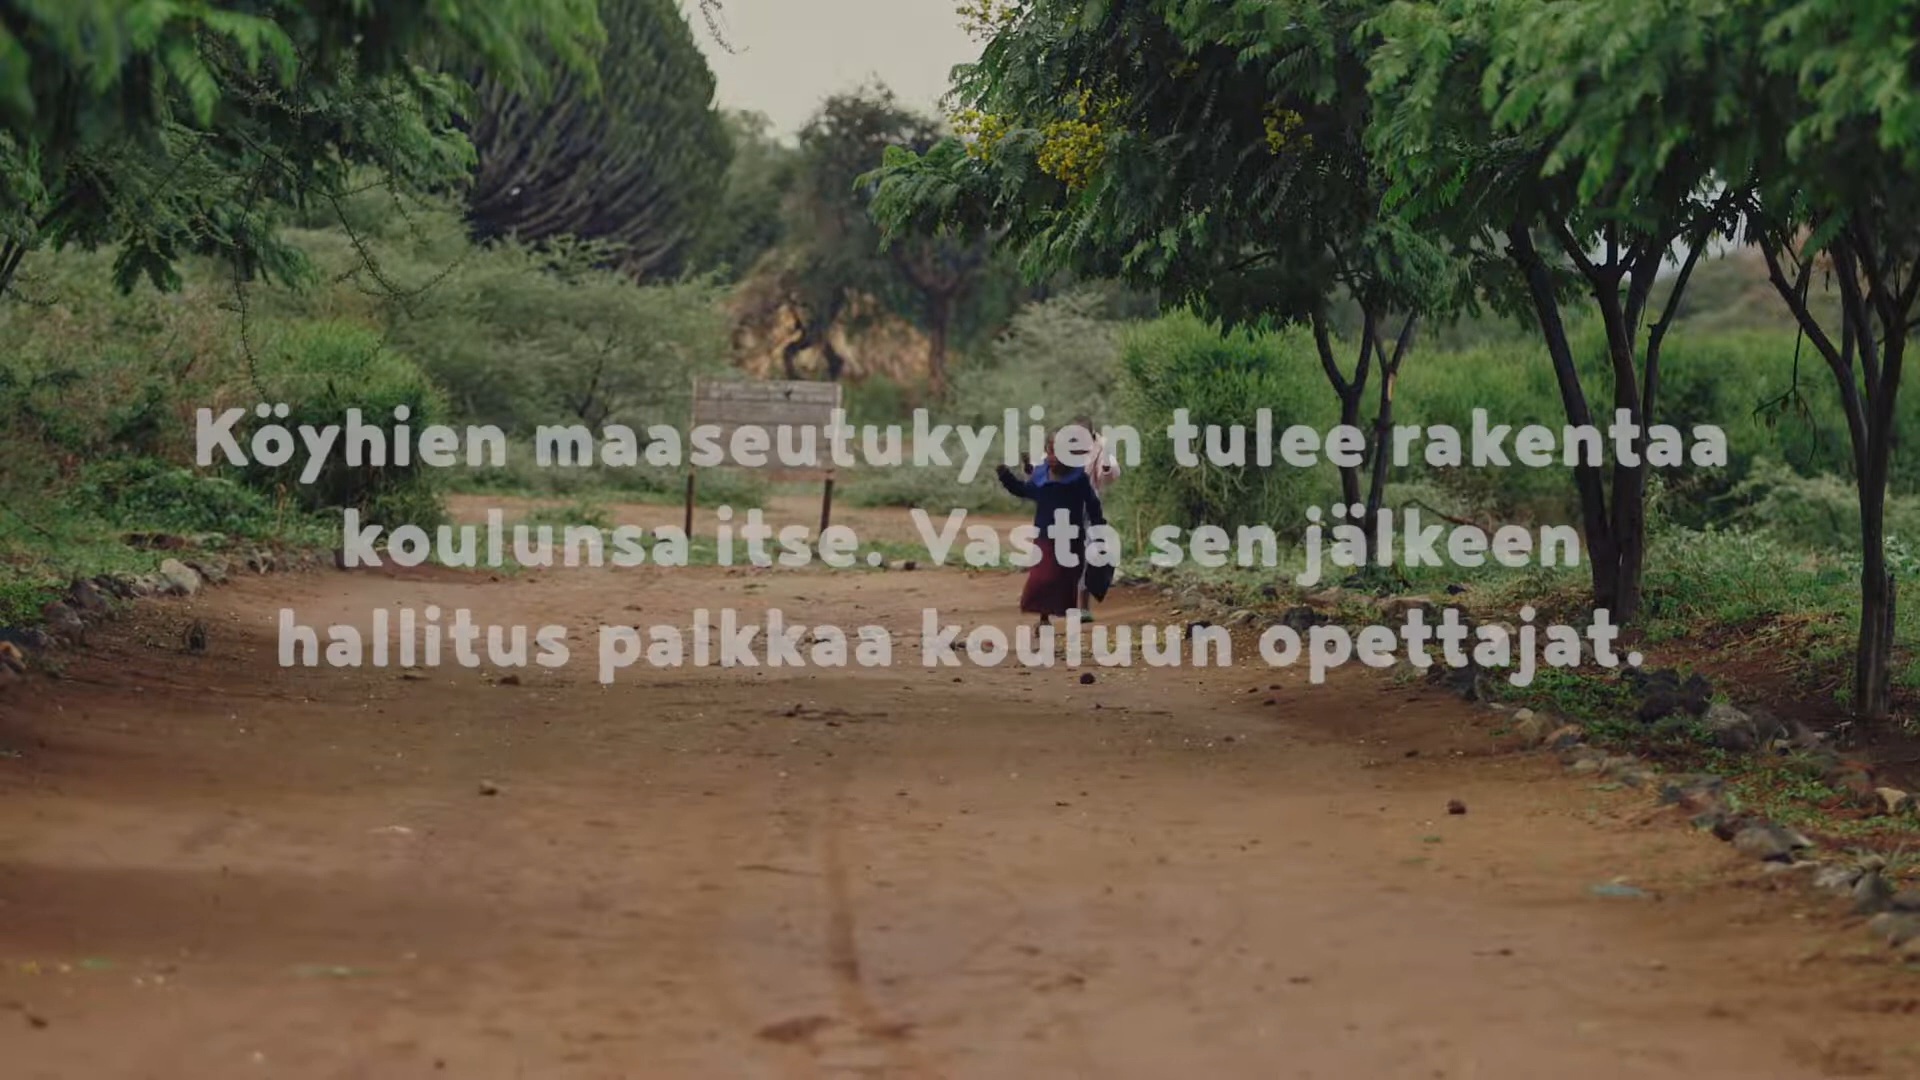 Köyhien maaseutukylien tulee rakentaa
koulunsa itse. Vasta sen jälkeen
hallitus palkkaa kouluun opettajat.